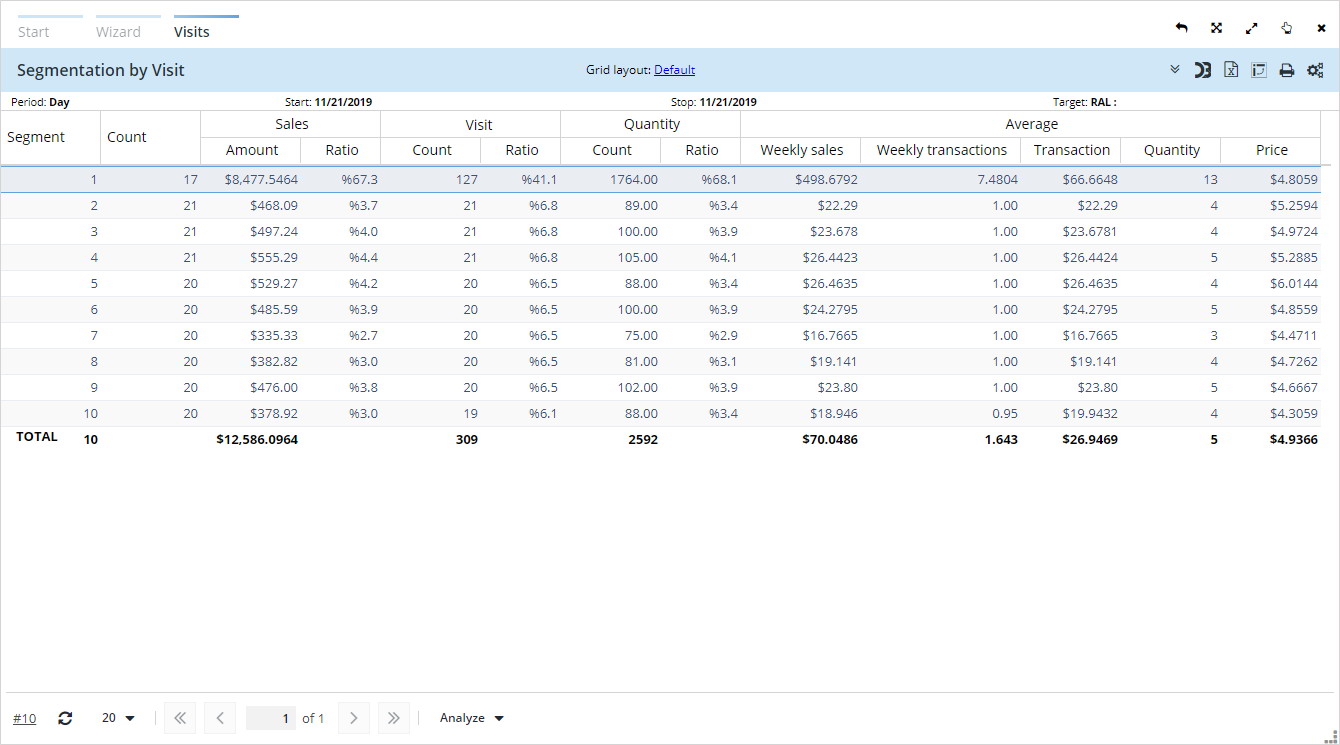 Start Wizard Visits
Segmentation by Visit Grid layout: Default
Period: Day Start: 11/21/2019 Stop: 11/21/2019 Target: RAL :
Segment Count Sales Visit Quantity Average
Amount Ratio Count Ratio Count Ratio Weekly sales Weekly transactions Transaction Quantity Price
1 17 $8,477.5464 %67.3 127 %41.1 1764.00 %68.1 $498.6792 7.4804 $66.6648 13 $4.8059
2 21 $468.09 %3.7 21 %6.8 89.00 %3.4 $22.29 1.00 $22.29 4 $5.2594
3 21 $497.24 %4.0 21 %6.8 100.00 %3.9 $23.678 1.00 $23.6781 4 $4.9724
4 21 $555.29 %4.4 21 %6.8 105.00 %4.1 $26.4423 1.00 $26.4424 5 $5.2885
5 20 $529.27 %4.2 20 %6.5 88.00 %3.4 $26.4635 1.00 $26.4635 4 $6.0144
6 20 $485.59 %3.9 20 %6.5 100.00 %3.9 $24.2795 1.00 $24.2795 5 $4.8559
7 20 $335.33 %2.7 20 %6.5 75.00 %2.9 $16.7665 1.00 $16.7665 3 $4.4711
8 20 $382.82 %3.0 20 %6.5 81.00 %3.1 $19.141 1.00 $19.141 4 $4.7262
9 20 $476.00 %3.8 20 %6.5 102.00 %3.9 $23.80 1.00 $23.80 5 $4.6667
10 20 $378.92 %3.0 19 %6.1 88.00 %3.4 $18.946 0.95 $19.9432 4 $4.3059
TOTAL 10 $12,586.0964 309 2592 $70.0486 1.643 $26.9469 5 $4.9366
#10 20 1 of 1 Analyze